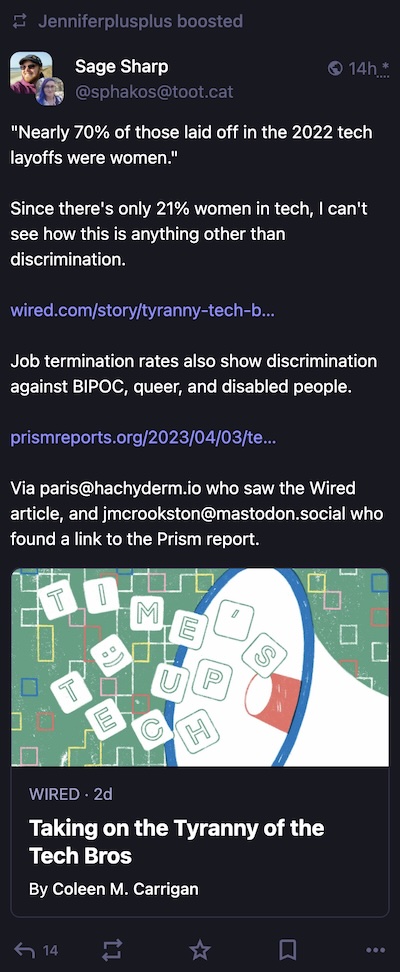 Jenniferplusplus boosted
Sage Sharp
14h *
@sphakos@toot.cat
"Nearly 70% of those laid off in the 2022 tech
layoffs were women."
Since there's only 21% women in tech, I can't
see how this is anything other than
discrimination.
wired.com/story/tyranny-tech-b...
Job termination rates also show discrimination
against BIPOC, queer, and disabled people.
prismreports.org/2023/04/03/te...
Via paris@hachyderm.io who saw the Wired
article, and jmcrookston@mastodon.social who
found a link to the Prism report.
TIME'S
UP
TECH
WIRED · 2d
Taking on the Tyranny of the
Tech Bros
By Coleen M. Carrigan
14